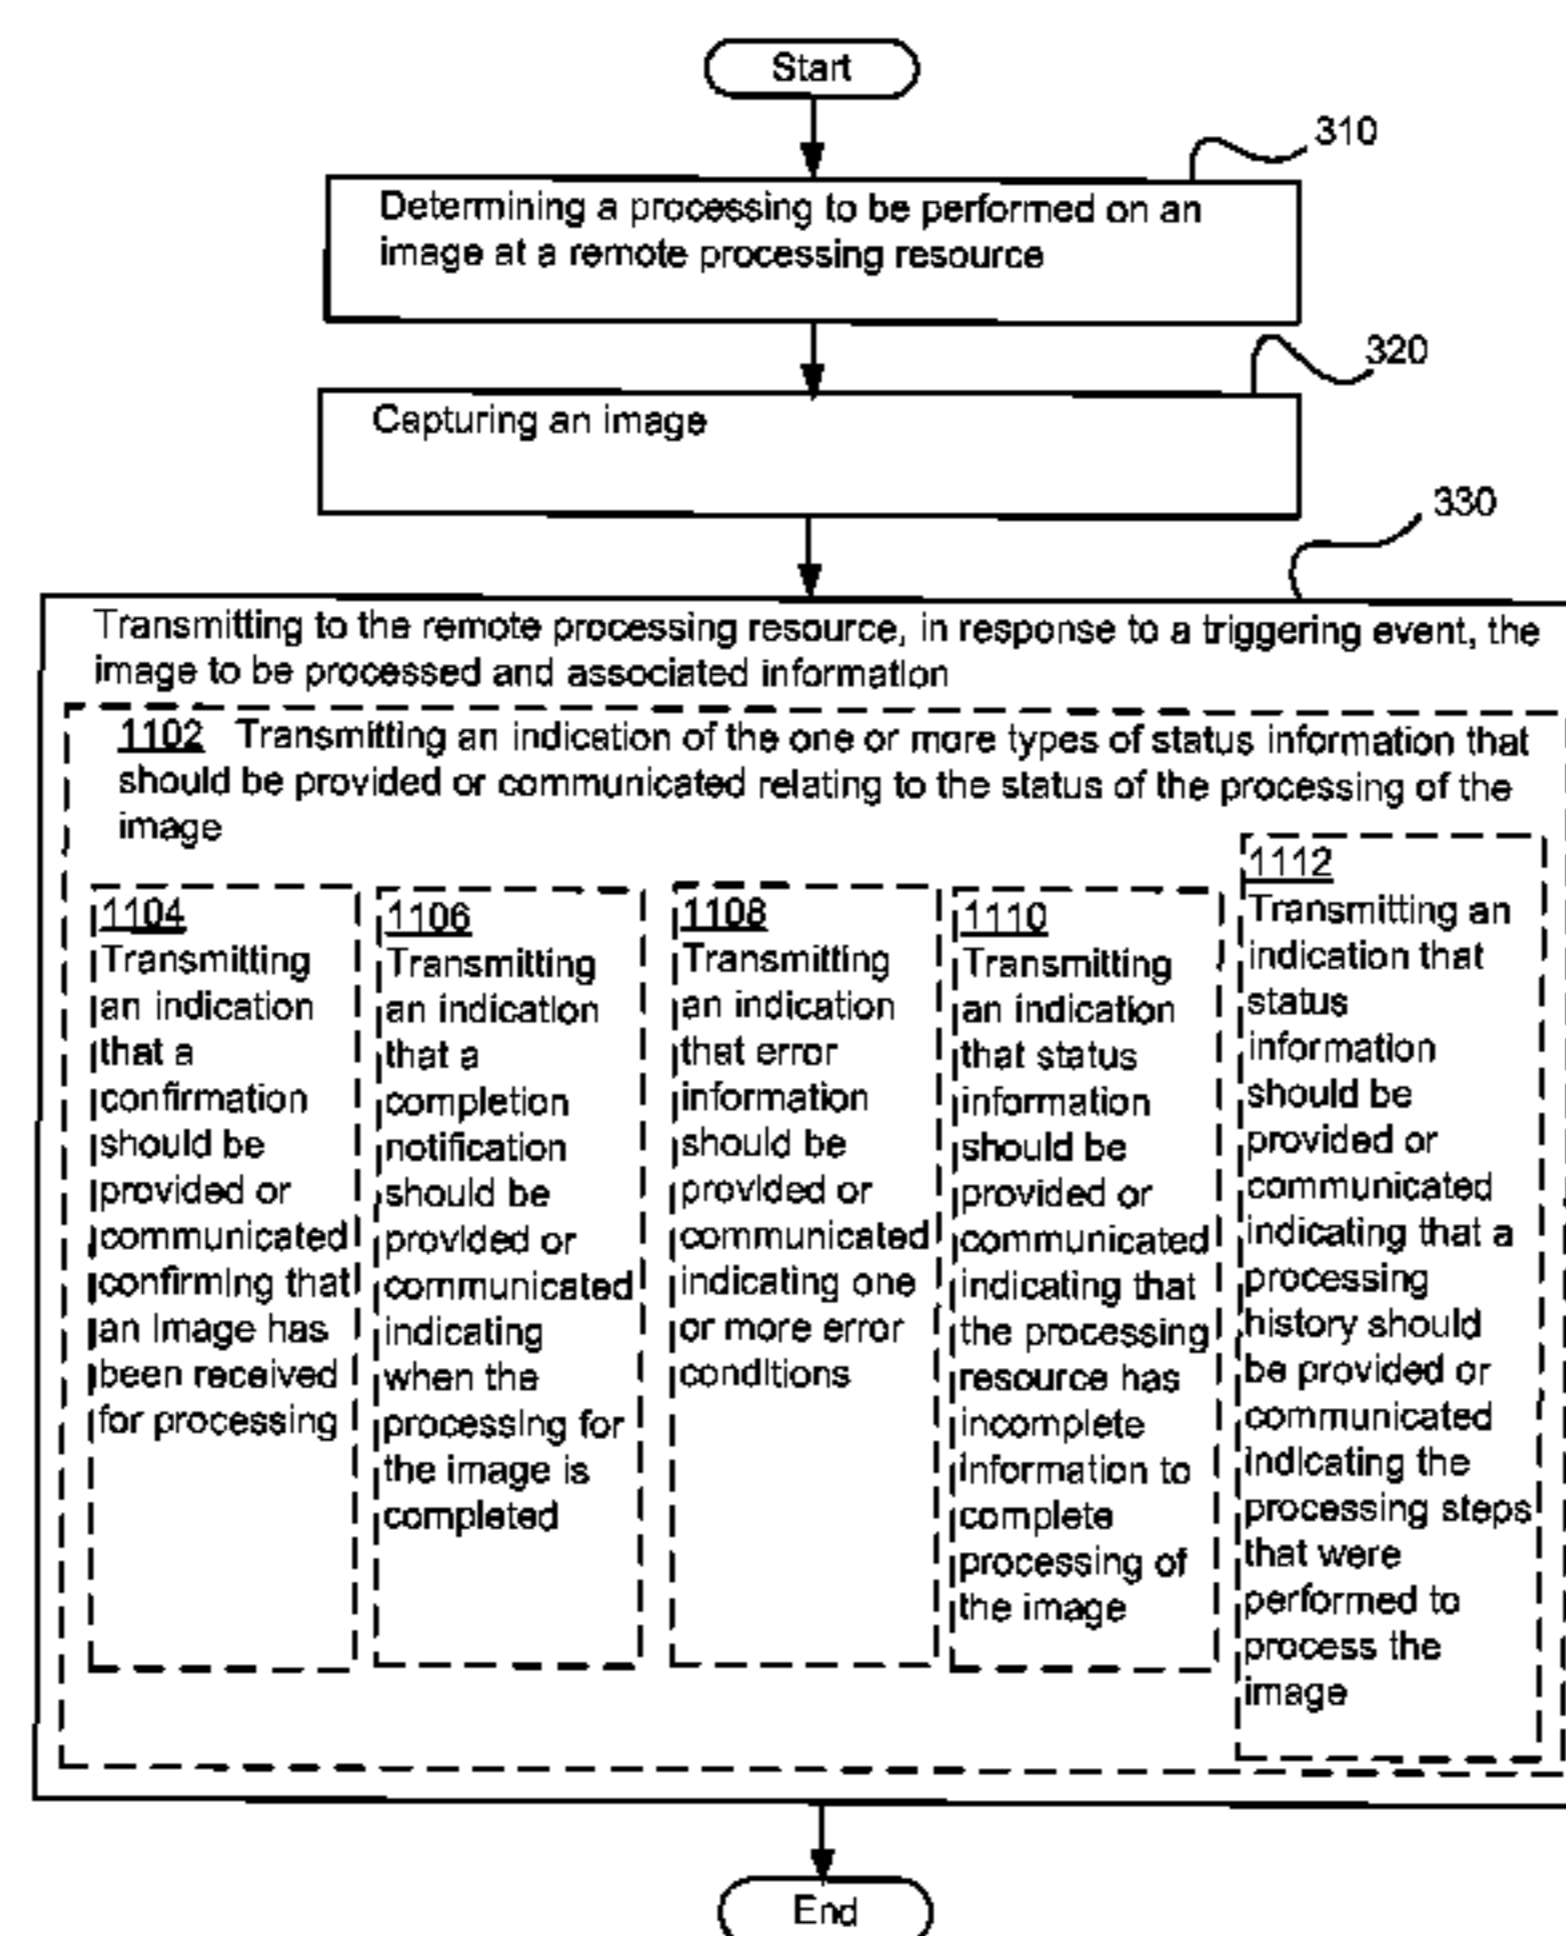 Start
310
Determining a processing to be performed on an
image at a remote processing resource
320
Capturing an image
330
Transmitting to the remote processing resource, in response to a triggering event, the
image to be processed and associated information
1102 Transmitting an indication of the one or more types of status information that
should be provided or communicated relating to the status of the processing of the
image
1104
Transmitting
an indication
that a
confirmation
should be
provided or
communicated
confirming that
an image has
been received
for processing
1106
Transmitting
an indication
that a
completion
notification
should be
provided or
communicated
indicating
when the
processing for
the image is
completed
1108
Transmitting
an indication
that error
information
should be
provided or
communicated
indicating one
or more error
conditions
1110
Transmitting
an indication
that status
information
should be
provided or
communicated
indicating that
the processing
resource has
incomplete
information to
complete
processing of
the image
1112
Transmitting an
indication that
status
information
should be
provided or
communicated
indicating that a
processing
history should
be provided or
communicated
indicating the
processing steps
that were
performed to
process the
image
End